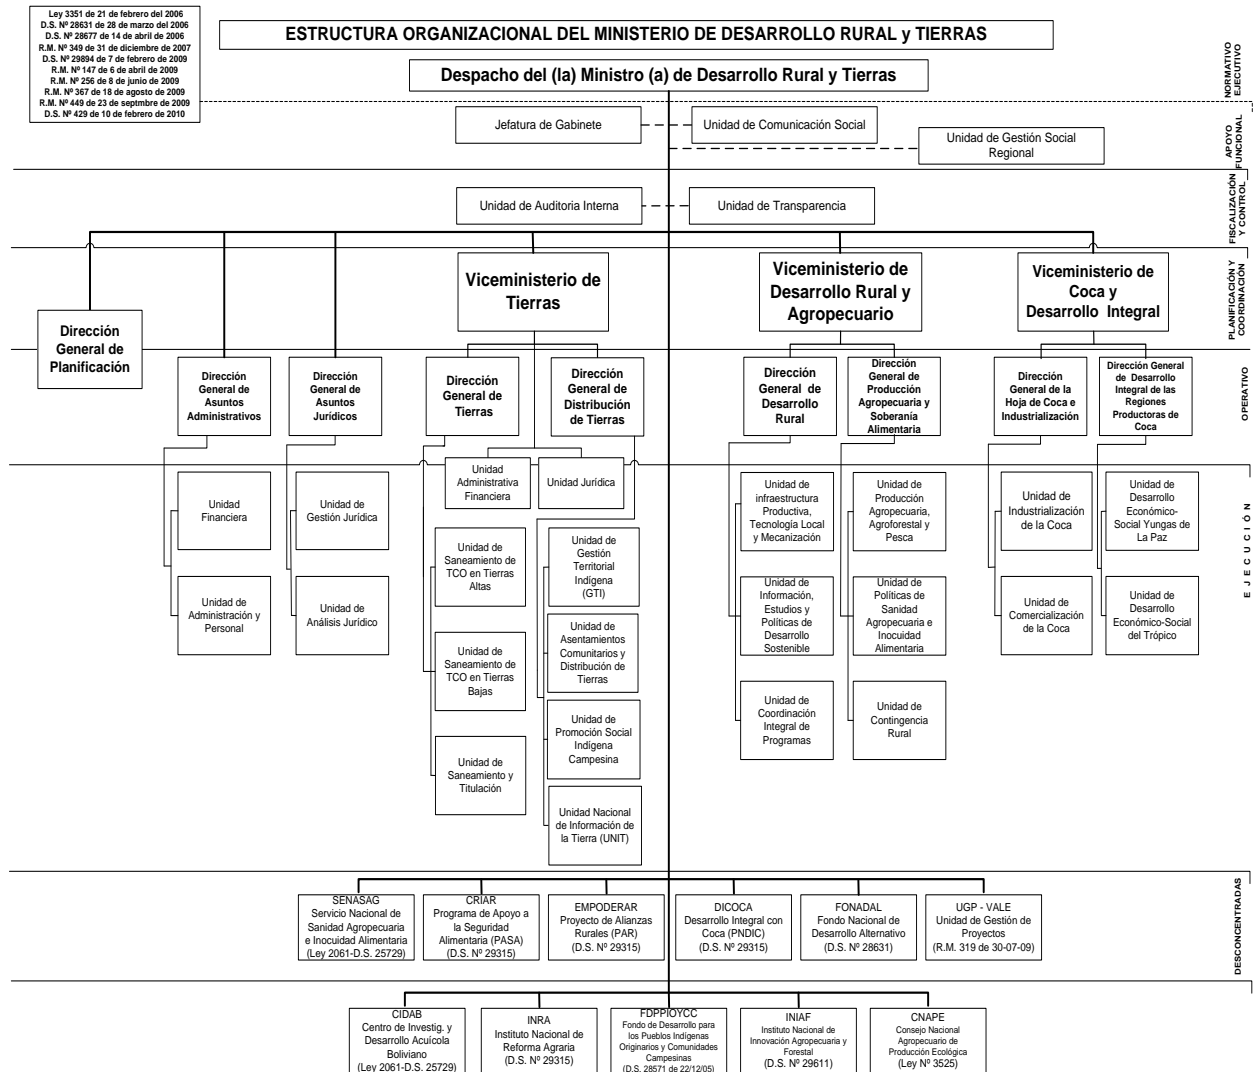 Ley 3351 de 21 de febrero del 2006
D.S. Nº 28631 de 28 de marzo del 2006
D.S. Nº 28677 de 14 de abril de 2006
R.M. Nº 349 de 31 de diciembre de 2007
D.S. Nº 29894 de 7 de febrero de 2009
R.M. Nº 147 de 6 de abril de 2009
R.M. Nº 256 de 8 de junio de 2009
R.M. Nº 367 de 18 de agosto de 2009
R.M. Nº 449 de 23 de septmbre de 2009
D.S. Nº 429 de 10 de febrero de 2010
ESTRUCTURA ORGANIZACIONAL DEL MINISTERIO DE DESARROLLO RURAL y TIERRAS
Despacho del (la) Ministro (a) de Desarrollo Rural y Tierras
NORMATIVO
EJECUTIVO
Jefatura de Gabinete
Unidad de Comunicación Social
Unidad de Gestión Social
Regional
APOYO
FUNCIONAL
Unidad de Auditoria Interna
Unidad de Transparencia
FISCALIZACIÓN
Y CONTROL
Viceministerio de
Tierras
Viceministerio de
Desarrollo Rural y
Agropecuario
Viceministerio de
Coca y
Desarrollo Integral
PLANIFICACIÓN Y
COORDINACIÓN
Dirección
General de
Planificación
Dirección
General de
Asuntos
Administrativos
Dirección
General de
Asuntos
Jurídicos
Dirección
General de
Tierras
Dirección
General de
Distribución
de Tierras
Dirección
General de
Desarrollo
Rural
Dirección
General de
Producción
Agropecuaria y
Soberanía
Alimentaria
Dirección
General de la
Hoja de Coca e
Industrialización
Dirección General
de Desarrollo
Integral de las
Regiones
Productoras de
Coca
OPERATIVO
Unidad
Administrativa
Financiera
Unidad Jurídica
Unidad
Financiera
Unidad de
Gestión Jurídica
Unidad de
infraestructura
Productiva,
Tecnología Local
y Mecanización
Unidad de
Producción
Agropecuaria,
Agroforestal y
Pesca
Unidad de
Industrialización
de la Coca
Unidad de
Desarrollo
Económico-
Social Yungas de
La Paz
EJECUCIÓN
Unidad de
Saneamiento de
TCO en Tierras
Altas
Unidad de
Gestión
Territorial
Indígena
(GTI)
Unidad de
Administración y
Personal
Unidad de
Análisis Jurídico
Unidad de
Información,
Estudios y
Políticas de
Desarrollo
Sostenible
Unidad de
Políticas de
Sanidad
Agropecuaria e
Inocuidad
Alimentaria
Unidad de
Comercialización
de la Coca
Unidad de
Desarrollo
Económico-Social
del Trópico
Unidad de
Saneamiento de
TCO en Tierras
Bajas
Unidad de
Asentamientos
Comunitarios y
Distribución de
Tierras
Unidad de
Coordinación
Integral de
Programas
Unidad de
Contingencia
Rural
Unidad de
Promoción Social
Indígena
Campesina
Unidad de
Saneamiento y
Titulación
Unidad Nacional
de Información de
la Tierra (UNIT)
SENASAG
Servicio Nacional de
Sanidad Agropecuaria
e Inocuidad Alimentaria
(Ley 2061-D.S. 25729)
CRIAR
Programa de Apoyo a
la Seguridad
Alimentaria (PASA)
(D.S. Nº 29315)
EMPODERAR
Proyecto de Alianzas
Rurales (PAR)
(D.S. Nº 29315)
DICOCA
Desarrollo Integral con
Coca (PNDIC)
(D.S. Nº 29315)
FONADAL
Fondo Nacional de
Desarrollo Alternativo
(D.S. Nº 28631)
UGP - VALE
Unidad de Gestión de
Proyectos
(R.M. 319 de 30-07-09)
DESCONCENTRADAS
CIDAB
Centro de Investig. y
Desarrollo Acuícola
Boliviano
(Ley 2061-D.S. 25729)
INRA
Instituto Nacional de
Reforma Agraria
(D.S. Nº 29315)
FDPPIOYCC
Fondo de Desarrollo para
los Pueblos Indígenas
Originarios y Comunidades
Campesinas
(D.S. 28571 de 22/12/05)
INIAF
Instituto Nacional de
Innovación Agropecuaria y
Forestal
(D.S. Nº 29611)
CNAPE
Consejo Nacional
Agropecuario de
Producción Ecológica
(Ley Nº 3525)